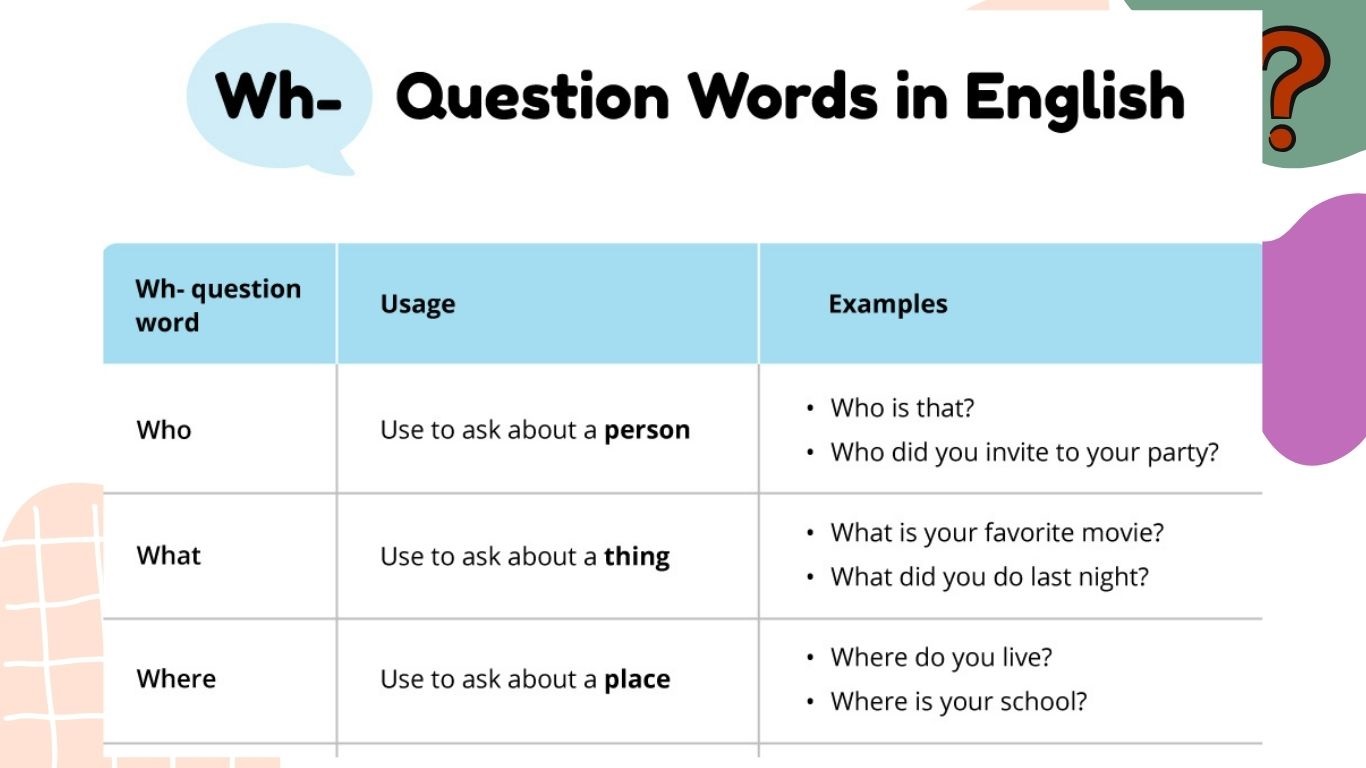 Wh- Question Words in English
?
Wh- question
word
Usage
Examples
Who
Use to ask about a person
• Who is that?
• Who did you invite to your party?
What
Use to ask about a thing
• What is your favorite movie?
• What did you do last night?
Where
Use to ask about a place
• Where do you live?
• Where is your school?